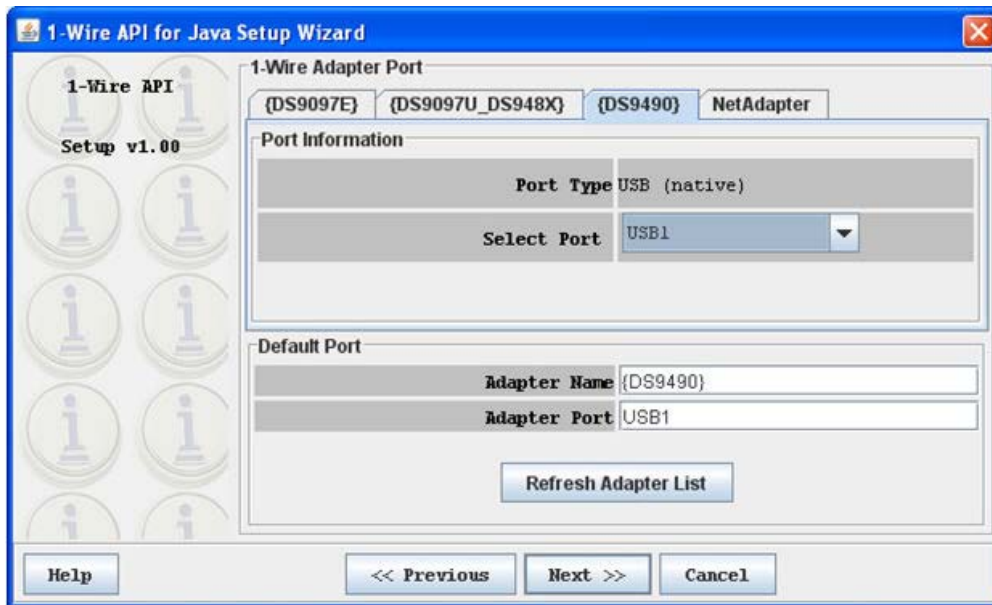 1-Wire API for Java Setup Wizard
1-Wire API
Setup v1.00
1-Wire Adapter Port
{DS9097E} {DS9097U_DS948X} {DS9490} NetAdapter
Port Information
Port Type USB (native)
Select Port USB1
Default Port
Adapter Name {DS9490}
Adapter Port USB1
Refresh Adapter List
Help << Previous Next >> Cancel